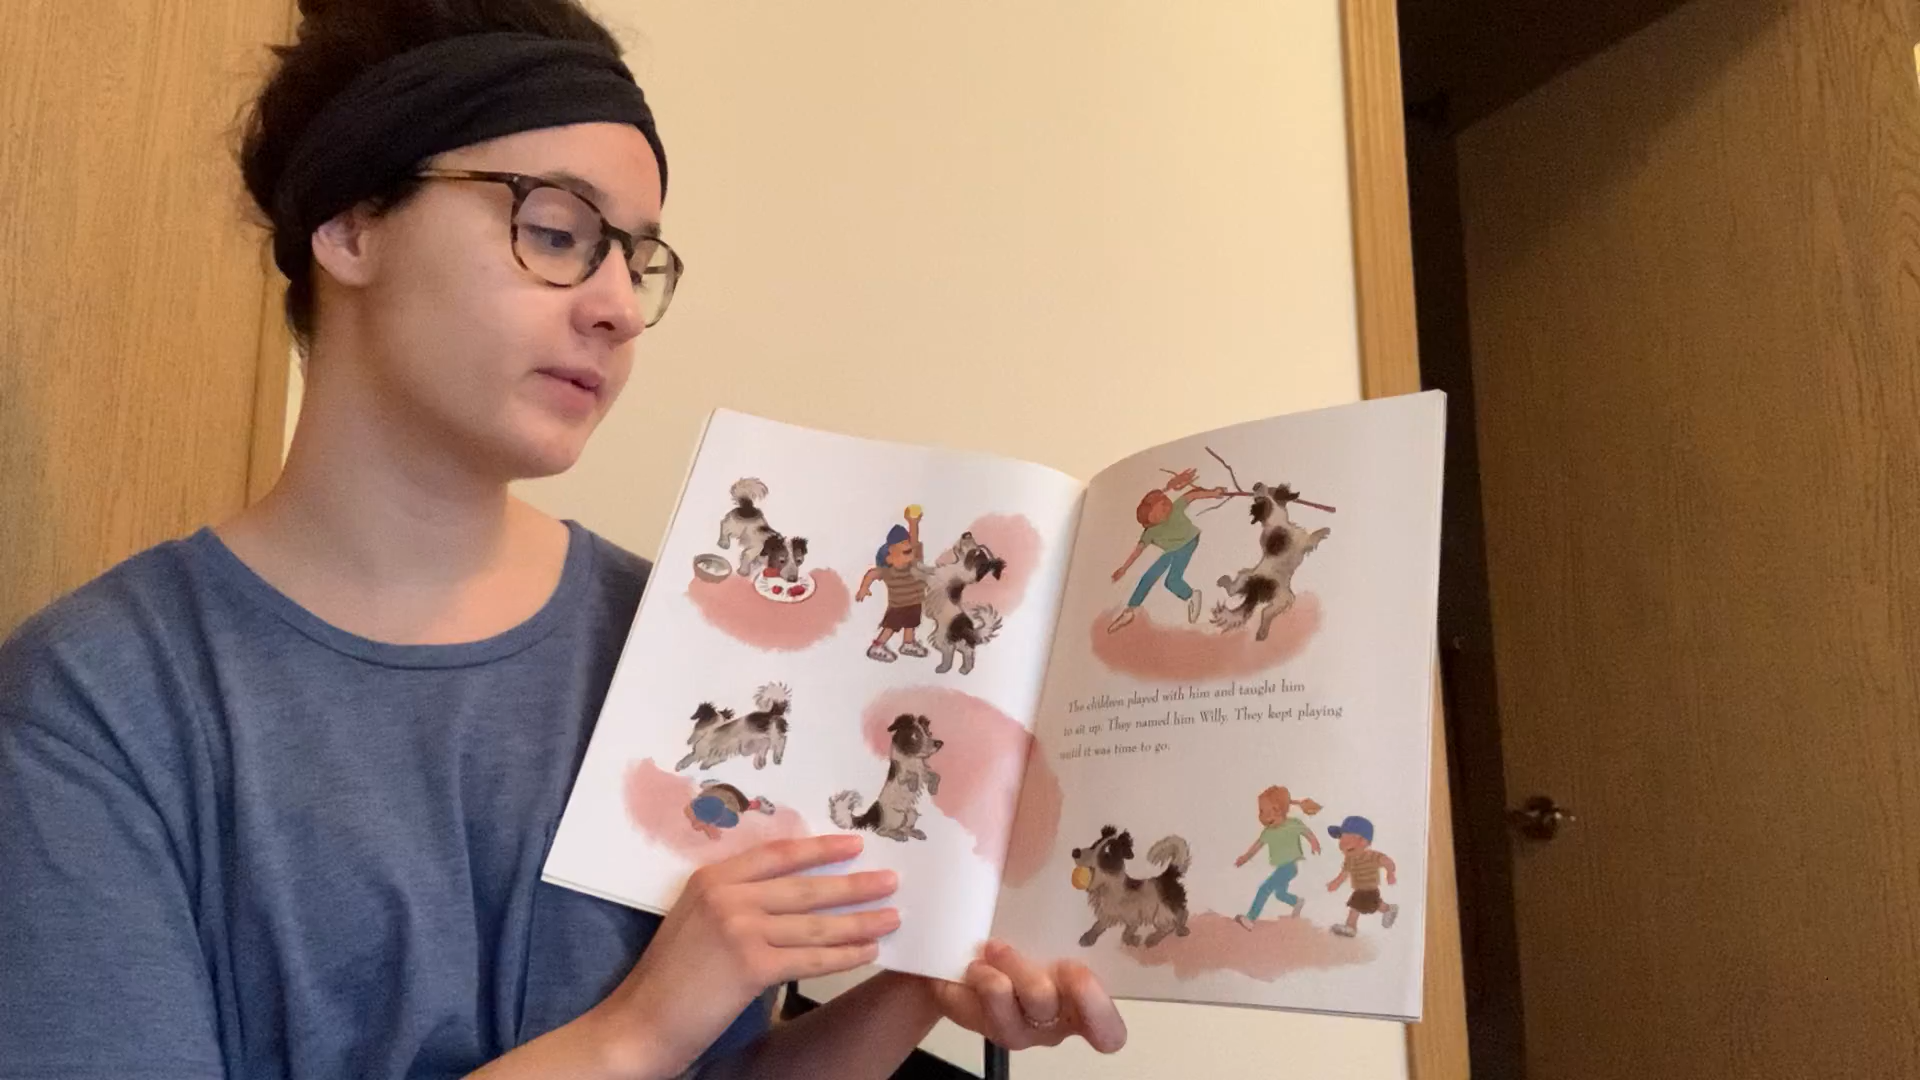 The children played with him and taught him
to sit up. They named him Willy. They kept playing
until it was time to go.